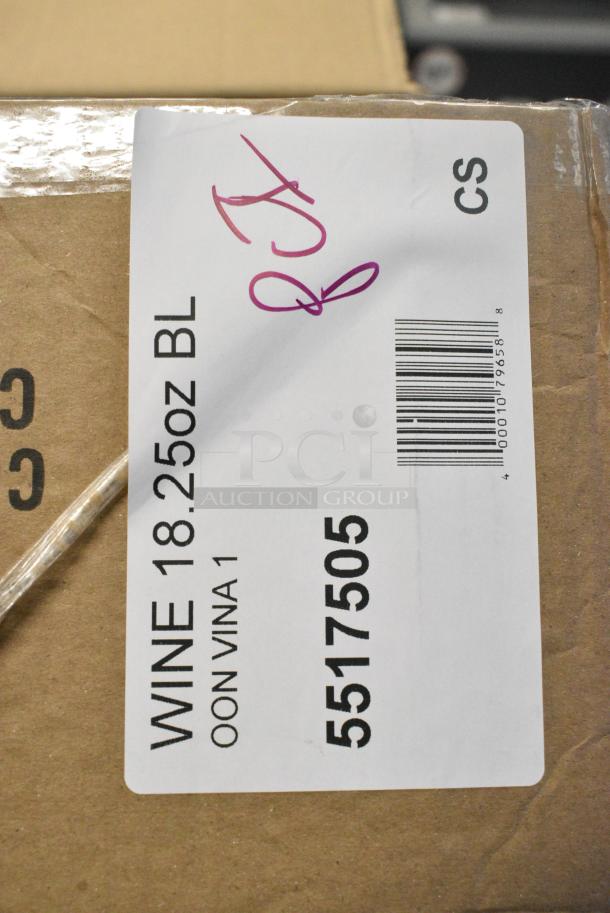 WINE 18.25oz BL
OON VINA 1
5517505
CS
4 00010 79658 8
PCi
AUCTION GROUP